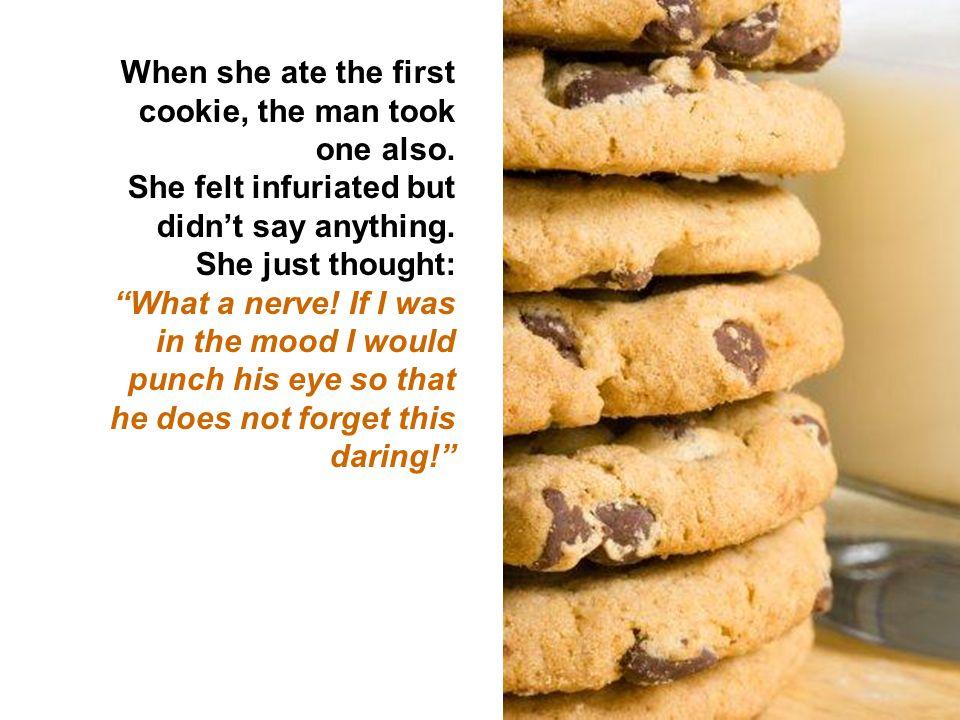 When she ate the first
cookie, the man took
one also.
She felt infuriated but
didn’t say anything.
She just thought:
“What a nerve! If I was
in the mood I would
punch his eye so that
he does not forget this
daring!”